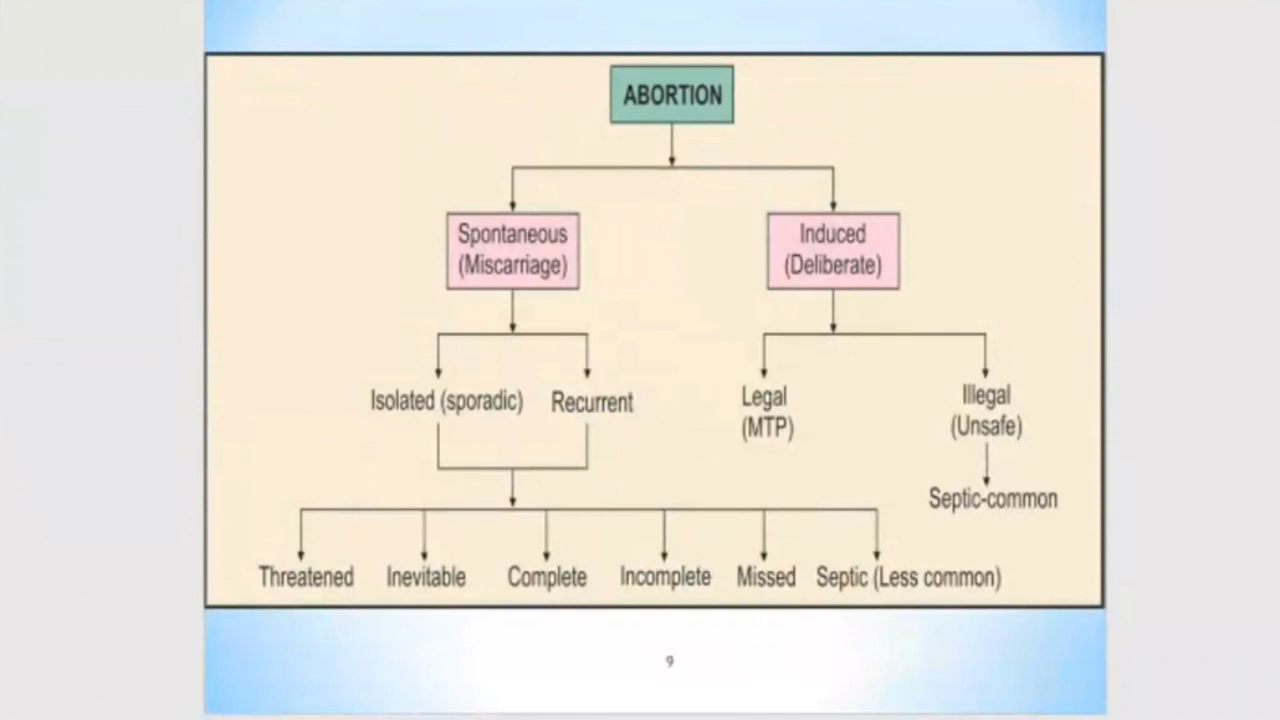 ABORTION
Spontaneous
(Miscarriage)
Induced
(Deliberate)
Isolated (sporadic)
Recurrent
Legal
(MTP)
Illegal
(Unsafe)
Septic-common
Threatened
Inevitable
Complete
Incomplete
Missed
Septic (Less common)
9